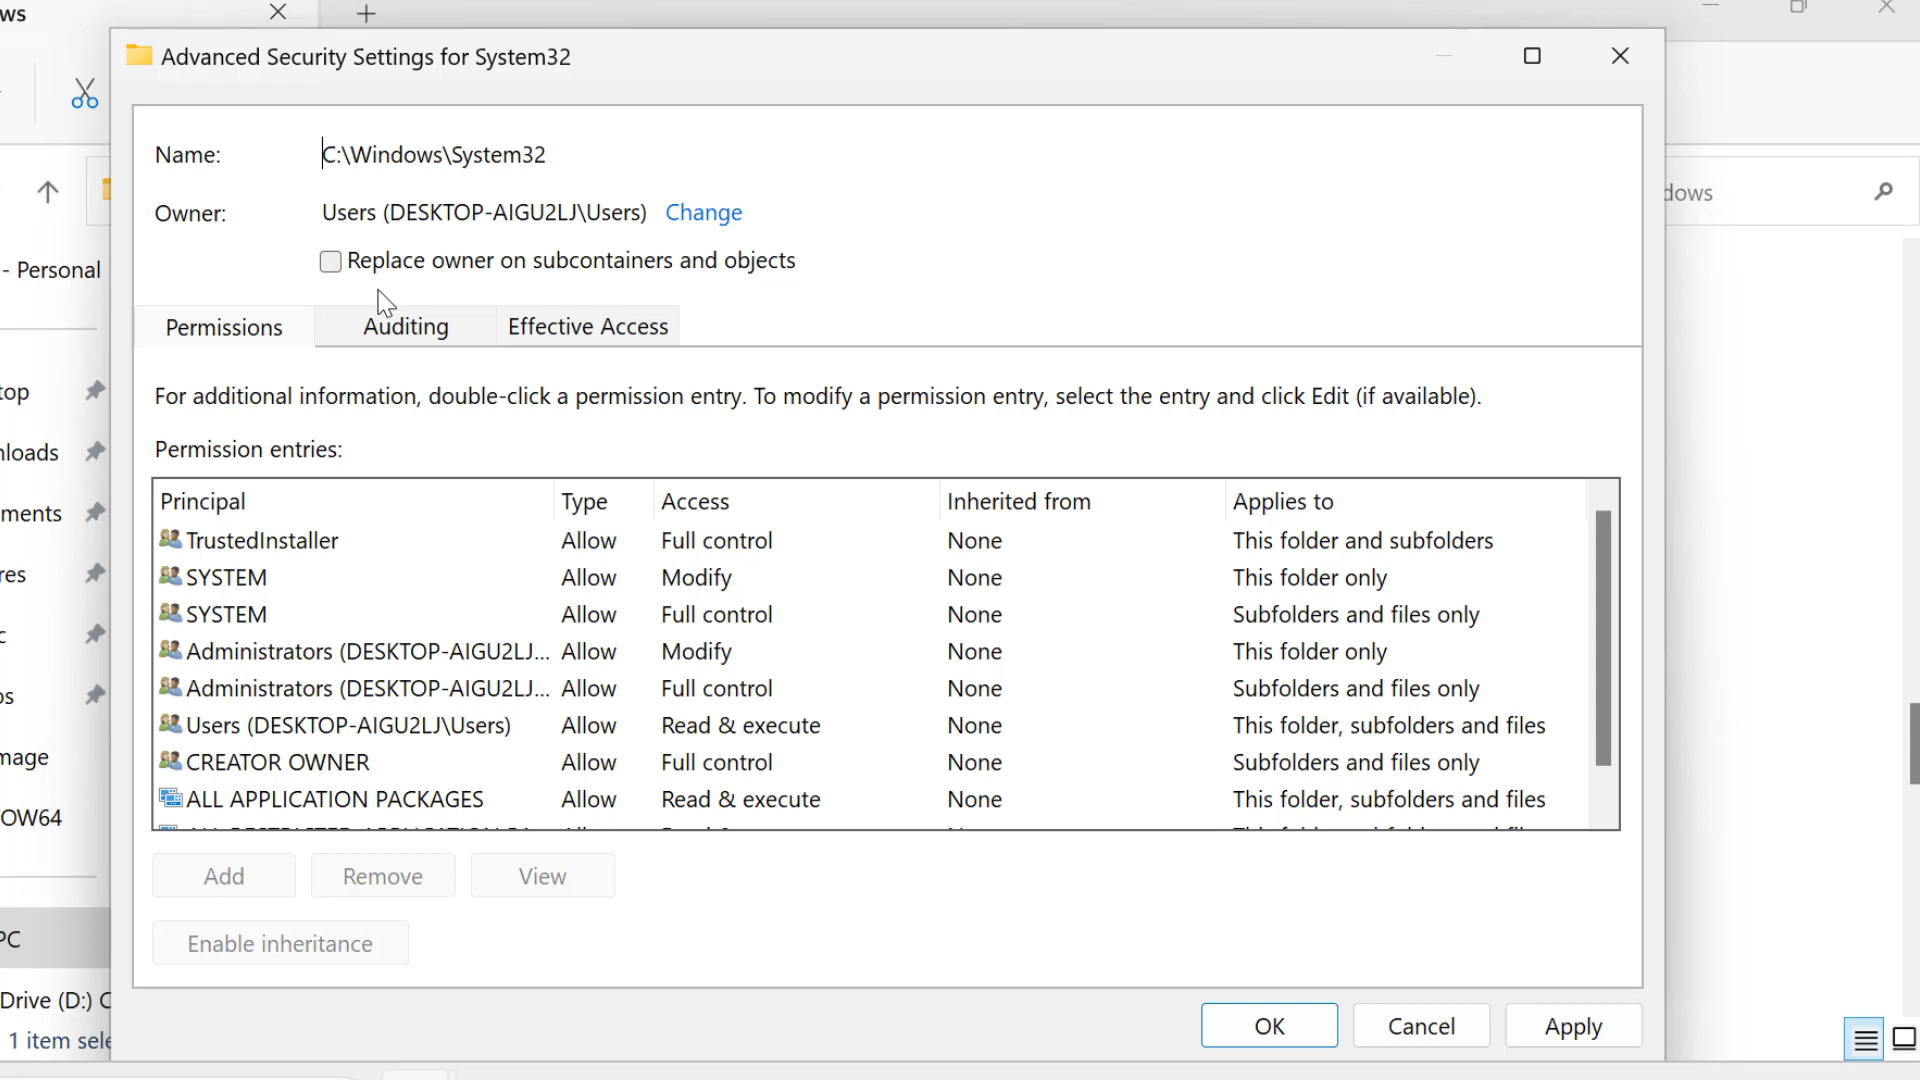 ws
Advanced Security Settings for System32
Name: C:\Windows\System32
Owner: Users (DESKTOP-AIGU2LJ\Users) Change
dows
Replace owner on subcontainers and objects
- Personal
Permissions Auditing Effective Access
top
For additional information, double-click a permission entry. To modify a permission entry, select the entry and click Edit (if available).
nloads
Permission entries:
ments
Principal Type Access Inherited from Applies to
TrustedInstaller Allow Full control None This folder and subfolders
res
SYSTEM Allow Modify None This folder only
SYSTEM Allow Full control None Subfolders and files only
c
Administrators (DESKTOP-AIGU2LJ... Allow Modify None This folder only
os
Administrators (DESKTOP-AIGU2LJ... Allow Full control None Subfolders and files only
Users (DESKTOP-AIGU2LJ\Users) Allow Read & execute None This folder, subfolders and files
mage
CREATOR OWNER Allow Full control None Subfolders and files only
OW64
ALL APPLICATION PACKAGES Allow Read & execute None This folder, subfolders and files
Add Remove View
PC
Enable inheritance
Drive (D:) C
1 item sele
OK Cancel Apply